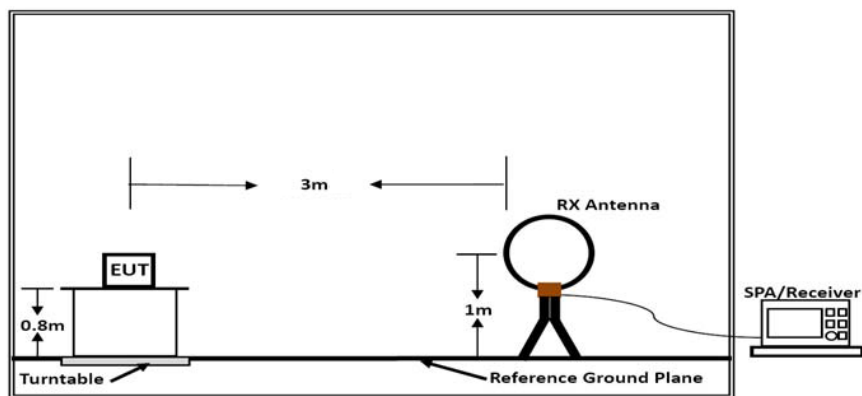 3m
RX Antenna
EUT
SPA/Receiver
0.8m
1m
Turntable
Reference Ground Plane